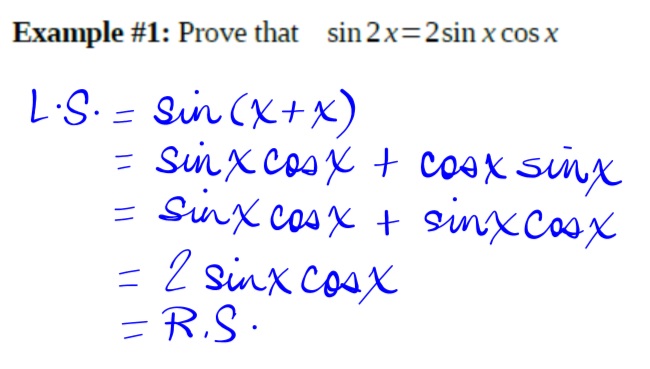 Example #1: Prove that sin 2 x = 2 sin x cos x
L.S. = sin (x + x)
= sin x cos x + cos x sin x
= sin x cos x + sin x cos x
= 2 sin x cos x
= R.S.